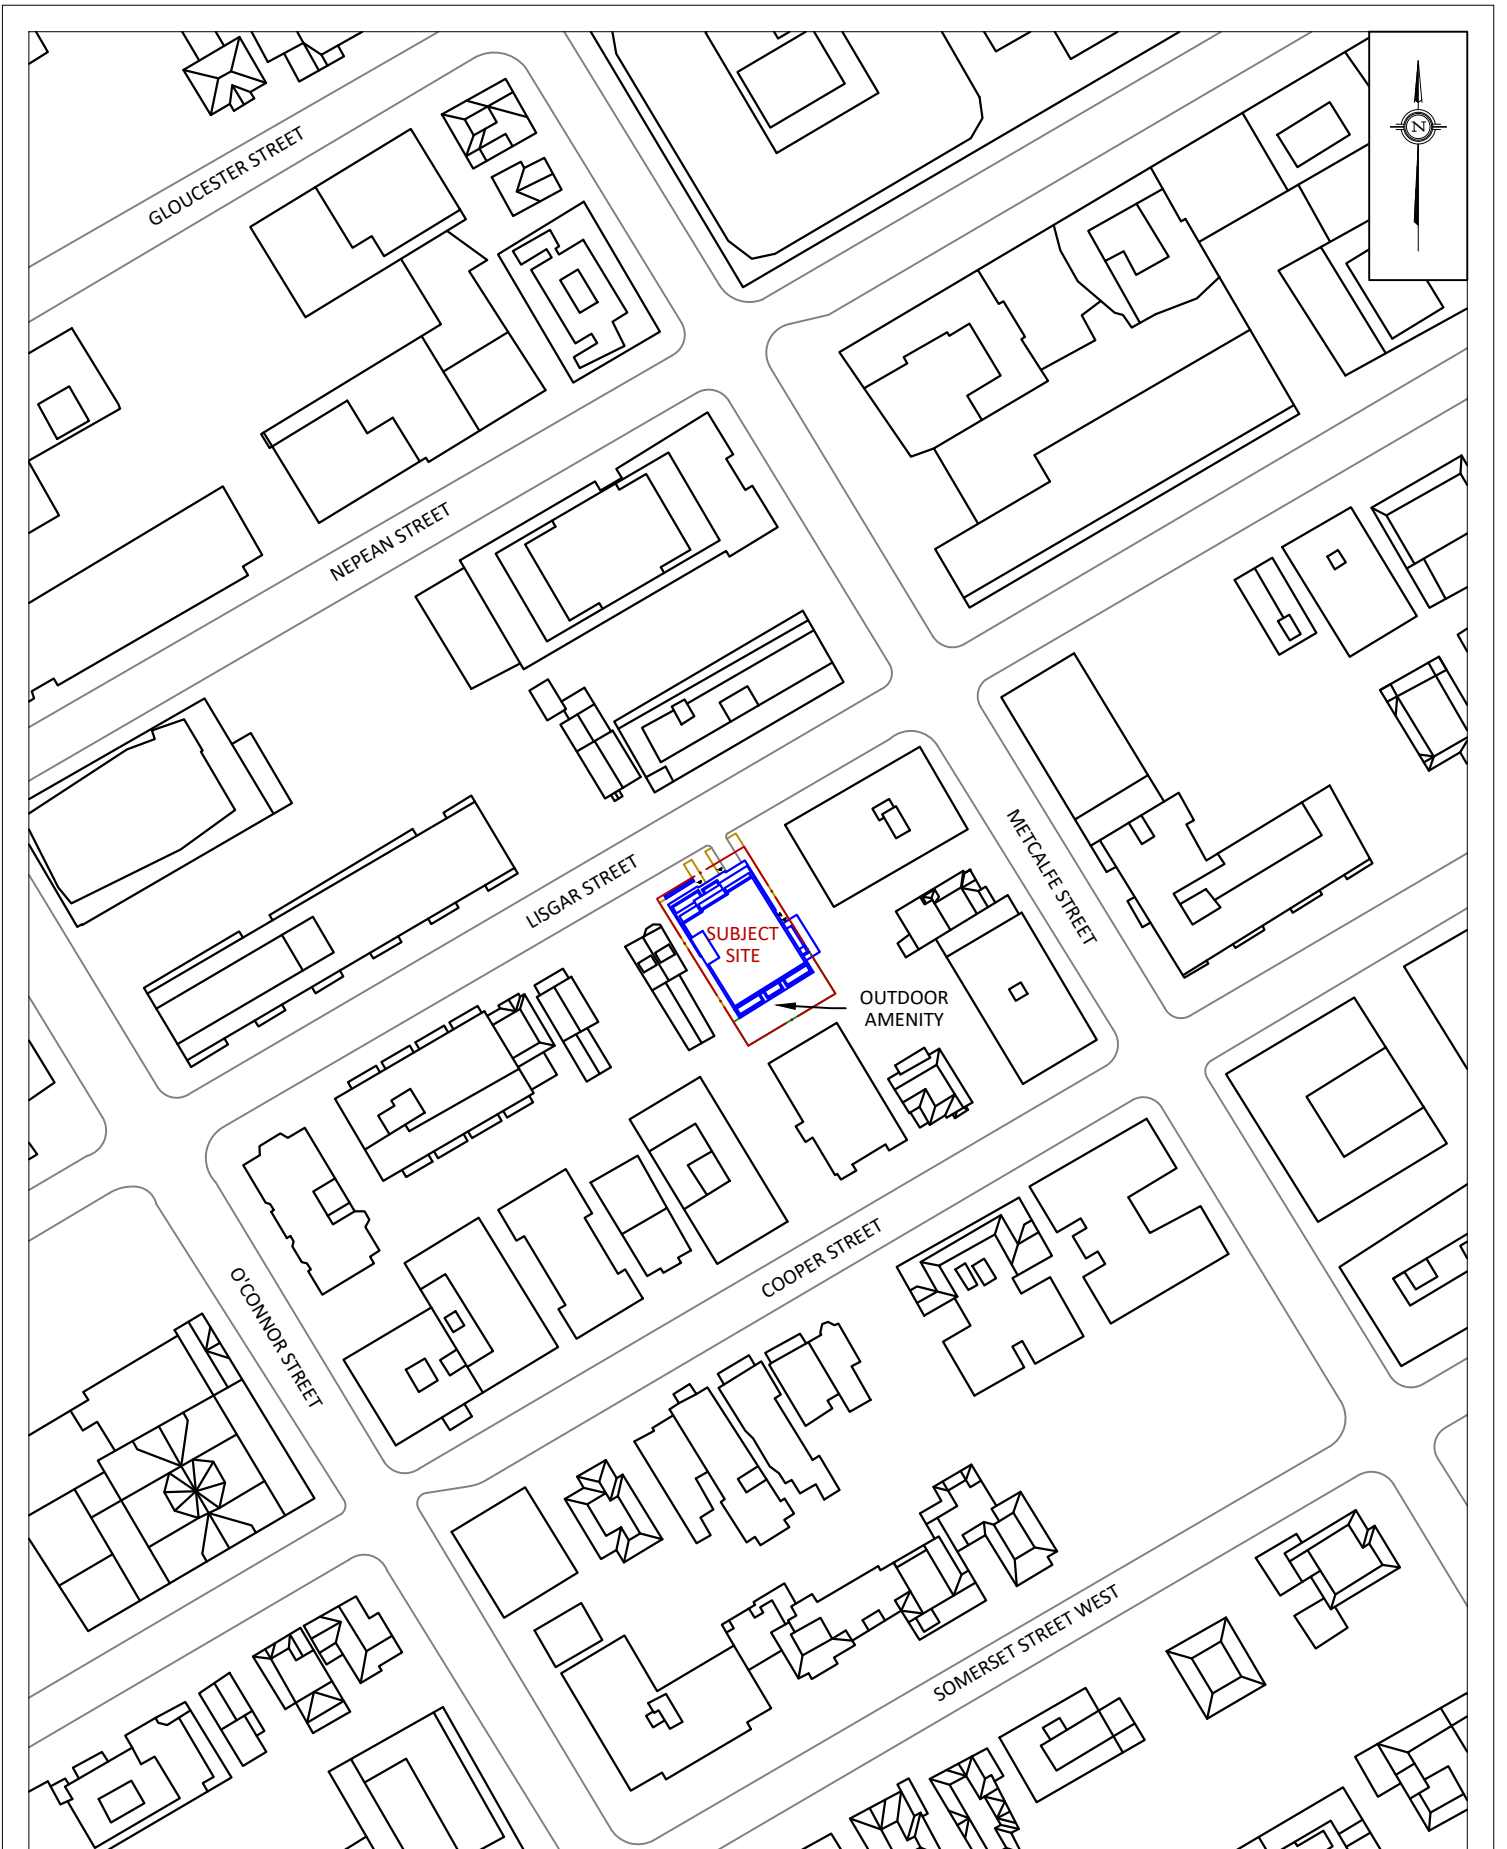 GLOUCESTER STREET
N
NEPEAN STREET
METCALFE STREET
LISGAR STREET
SUBJECT
SITE
OUTDOOR
AMENITY
COOPER STREET
O'CONNOR STREET
SOMERSET STREET WEST